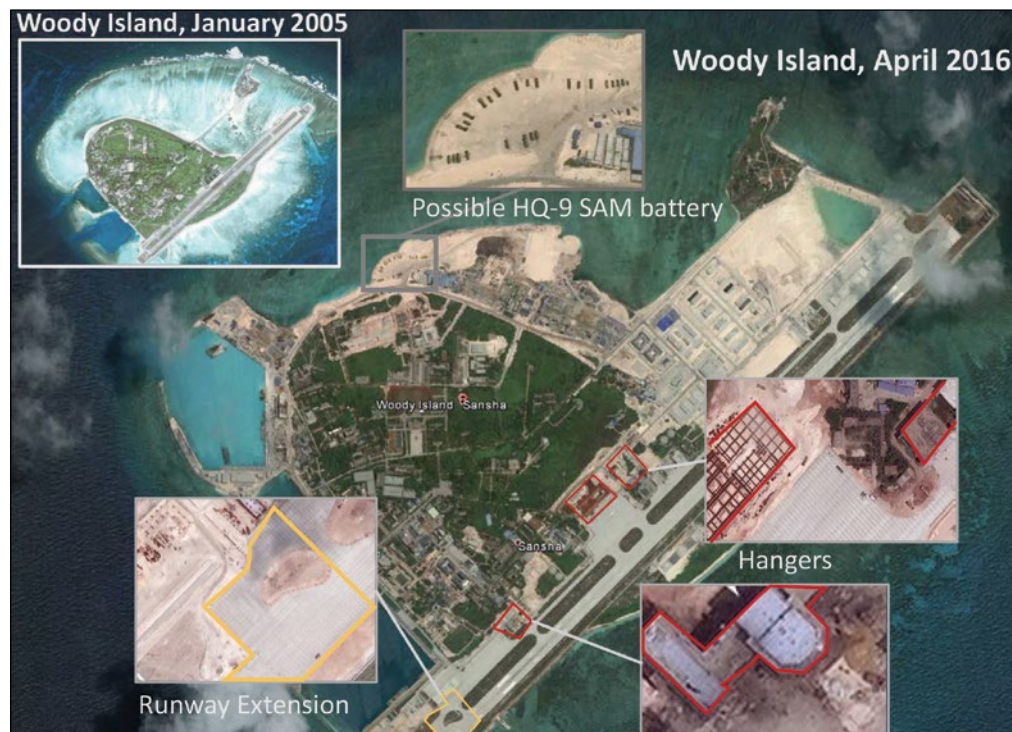 Woody Island, January 2005
Woody Island, April 2016
Possible HQ-9 SAM battery
Woody Island Sansha
Sansha
Hangers
Runway Extension